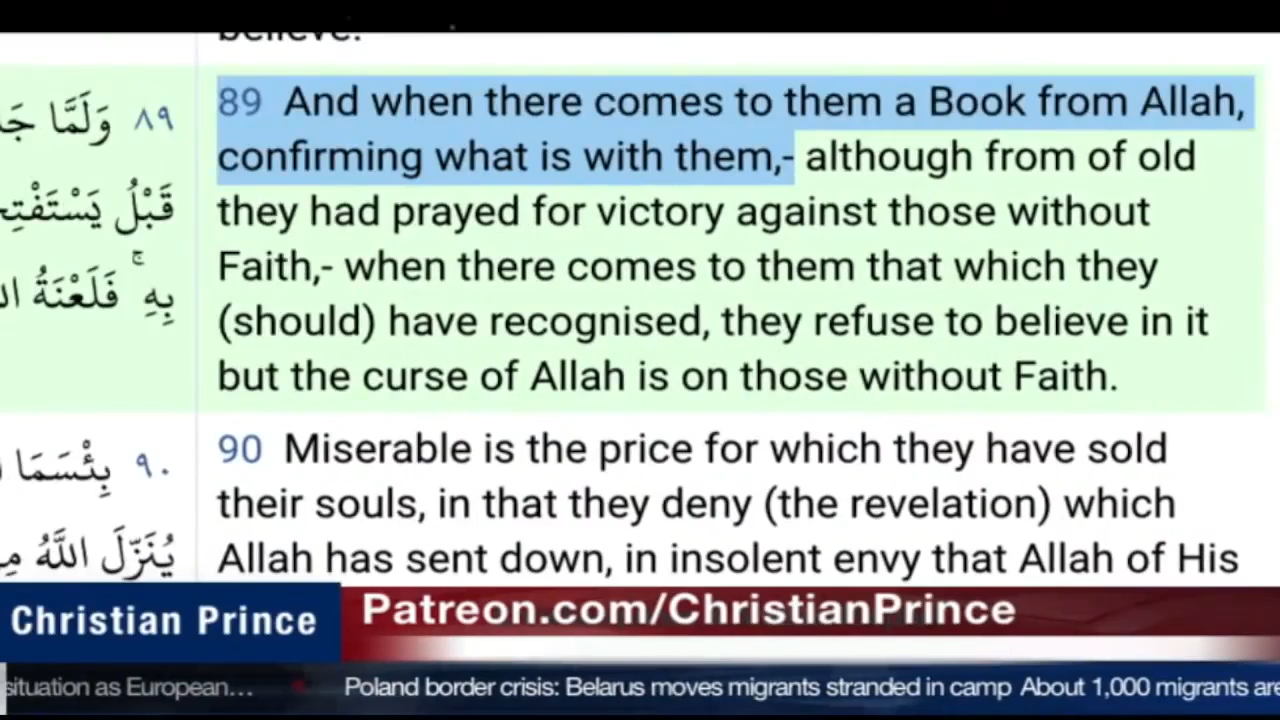 believe.
89 And when there comes to them a Book from Allah,
confirming what is with them,- although from of old
they had prayed for victory against those without
Faith,- when there comes to them that which they
(should) have recognised, they refuse to believe in it
but the curse of Allah is on those without Faith.
٨٩ وَلَمَّا
قَبْلُ
بِهِ ۚ فَلَعْنَةُ
90 Miserable is the price for which they have sold
their souls, in that they deny (the revelation) which
Allah has sent down, in insolent envy that Allah of His
٩٠ بِئْسَمَا
يُنَزِّلَ اللَّهُ
Christian Prince
Patreon.com/ChristianPrince
situation as European... Poland border crisis: Belarus moves migrants stranded in camp About 1,000 migrants are